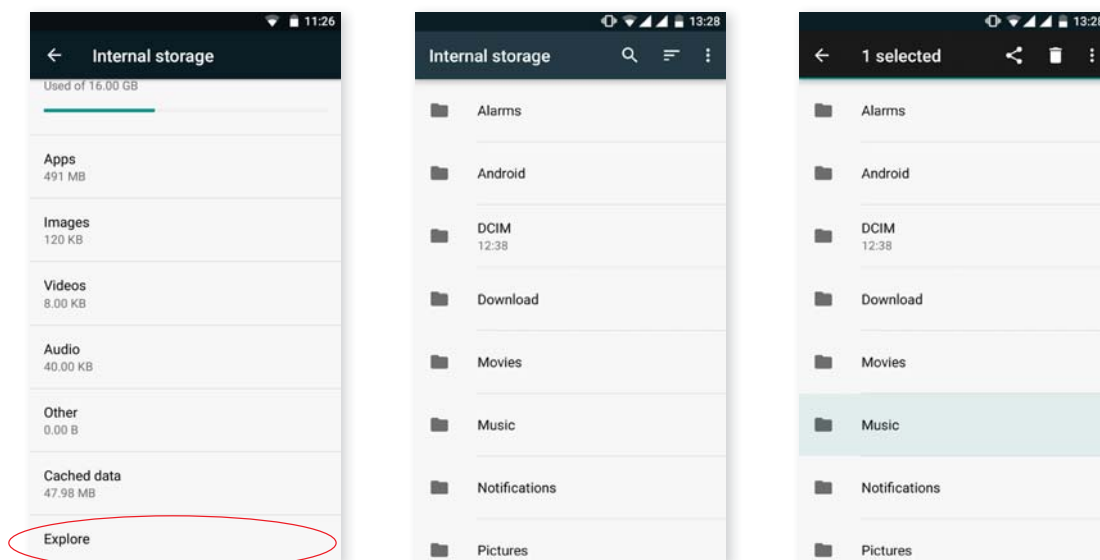 11:26
Internal storage
Used of 16.00 GB
Apps
491 MB
Images
120 KB
Videos
8.00 KB
Audio
40.00 KB
Other
0.00 B
Cached data
47.98 MB
Explore
13:28
Internal storage
Alarms
Android
DCIM
12:38
Download
Movies
Music
Notifications
Pictures
13:28
1 selected
Alarms
Android
DCIM
12:38
Download
Movies
Music
Notifications
Pictures